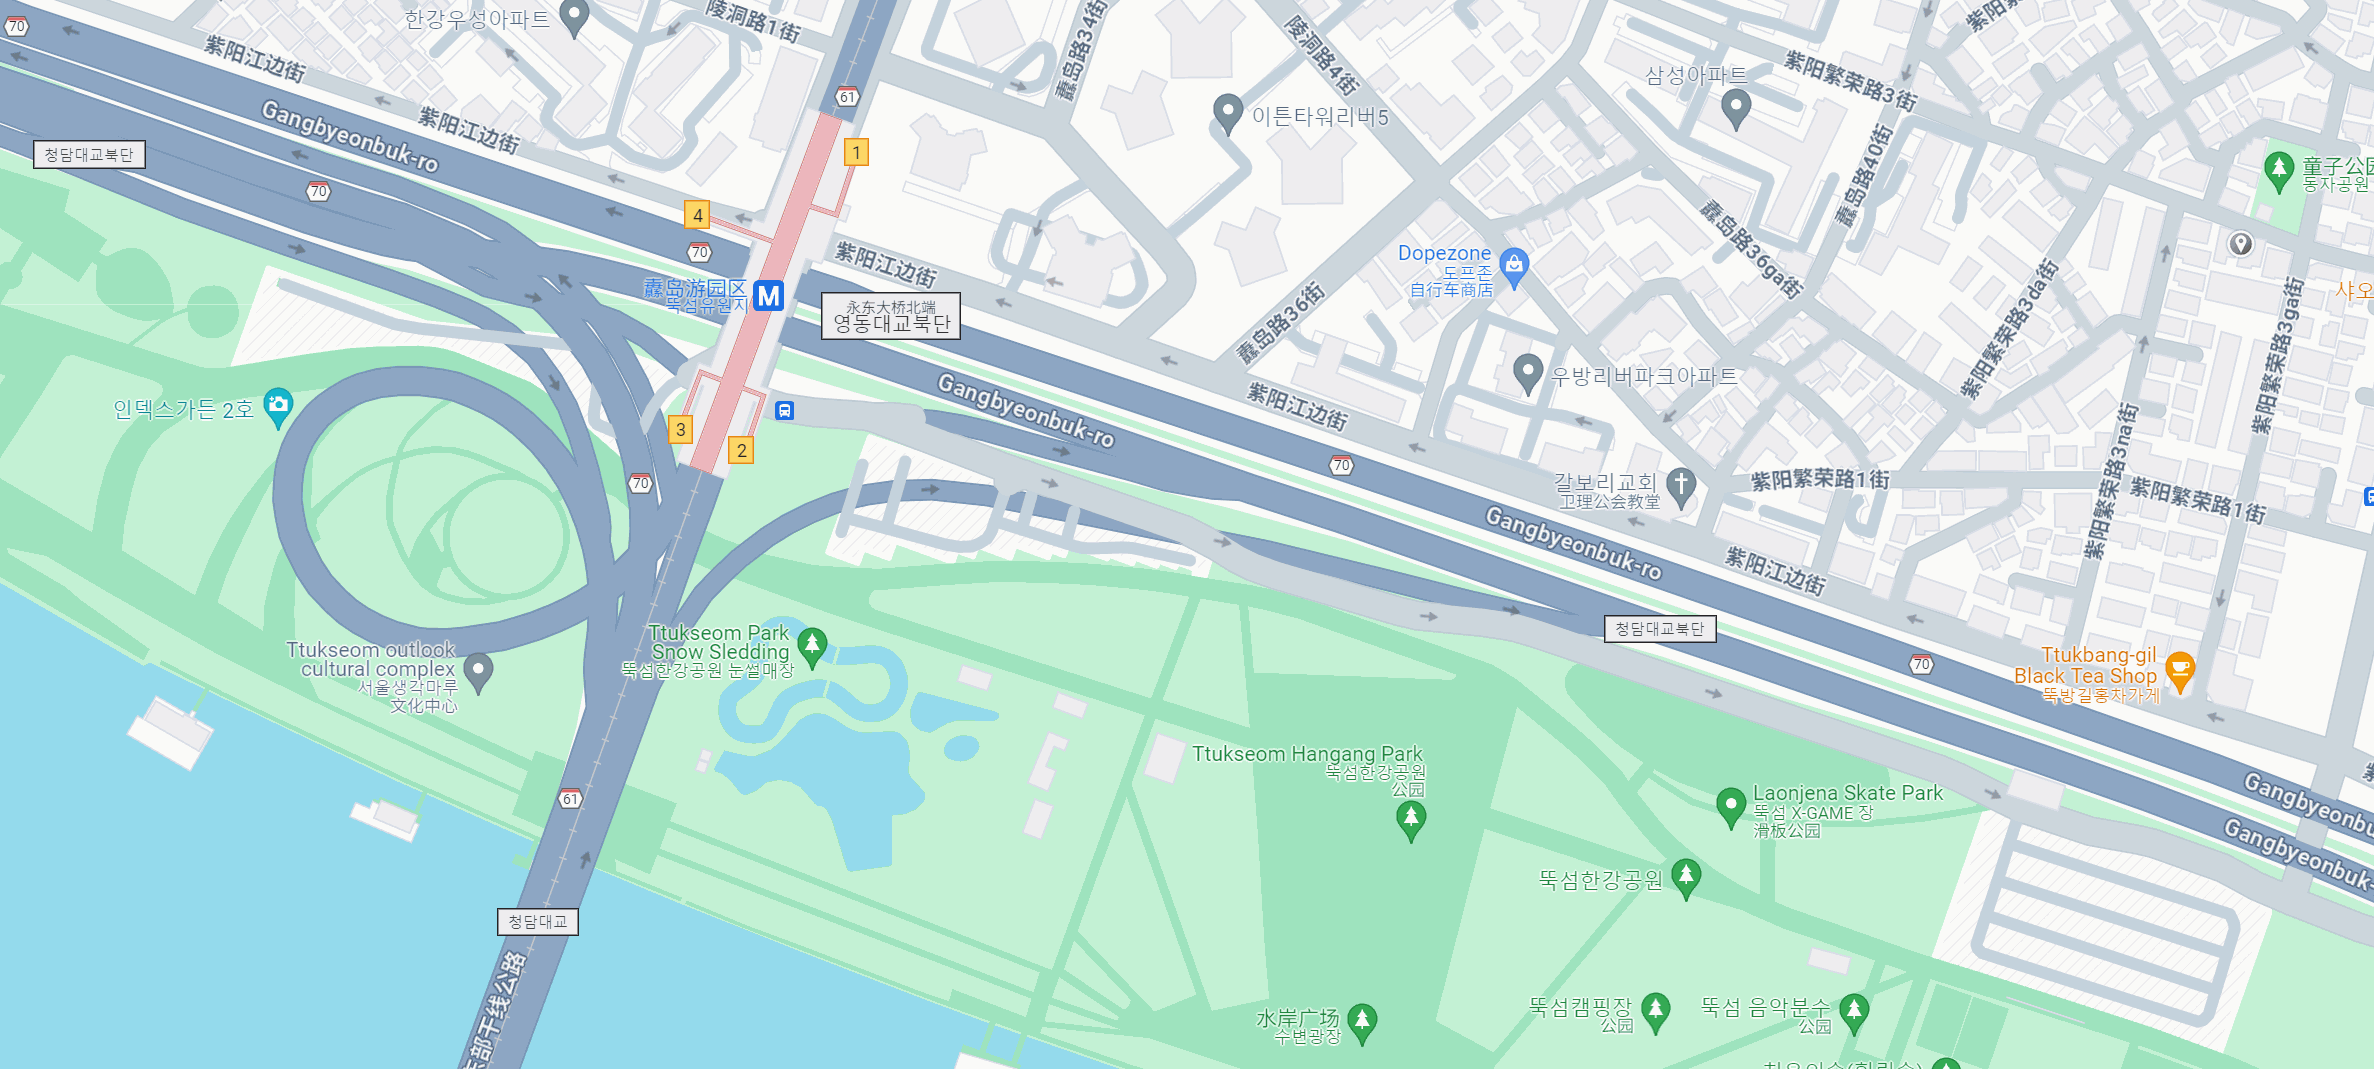 70
한강우성아파트
陵洞路1街
紫阳江边街
Gangbyeonbuk-ro
紫阳江边街
61
纛岛路34街
陵洞路4街
이튼타워리버5
삼성아파트
紫阳繁荣路3街
纛岛路40街
童子公园
동자공원
청담대교북단
70
1
4
70
纛岛游园区
뚝섬유원지
M
永东大桥北端
영동대교북단
紫阳江边街
Dopezone
도프존
自行车商店
纛岛路36街
纛岛路36ga街
紫阳繁荣路3da街
紫阳繁荣路3ga街
샤오
인덱스가든 2호
3
2
Gangbyeonbuk-ro
紫阳江边街
우방리버파크아파트
70
70
갈보리교회
卫理公会教堂
紫阳繁荣路1街
紫阳繁荣路3na街
紫阳繁荣路1街
Gangbyeonbuk-ro
紫阳江边街
청담대교북단
70
Ttukbang-gil
Black Tea Shop
뚝방길홍차가게
Ttukseom outlook
cultural complex
서울생각마루
文化中心
Ttukseom Park
Snow Sledding
뚝섬한강공원 눈썰매장
Ttukseom Hangang Park
뚝섬한강공원
公园
Laonjena Skate Park
뚝섬 X-GAME 장
滑板公园
Gangbyeonbu
Gangbyeonbuk-
61
뚝섬한강공원
청담대교
东部干线公路
水岸广场
수변광장
뚝섬캠핑장
公园
뚝섬 음악분수
公园